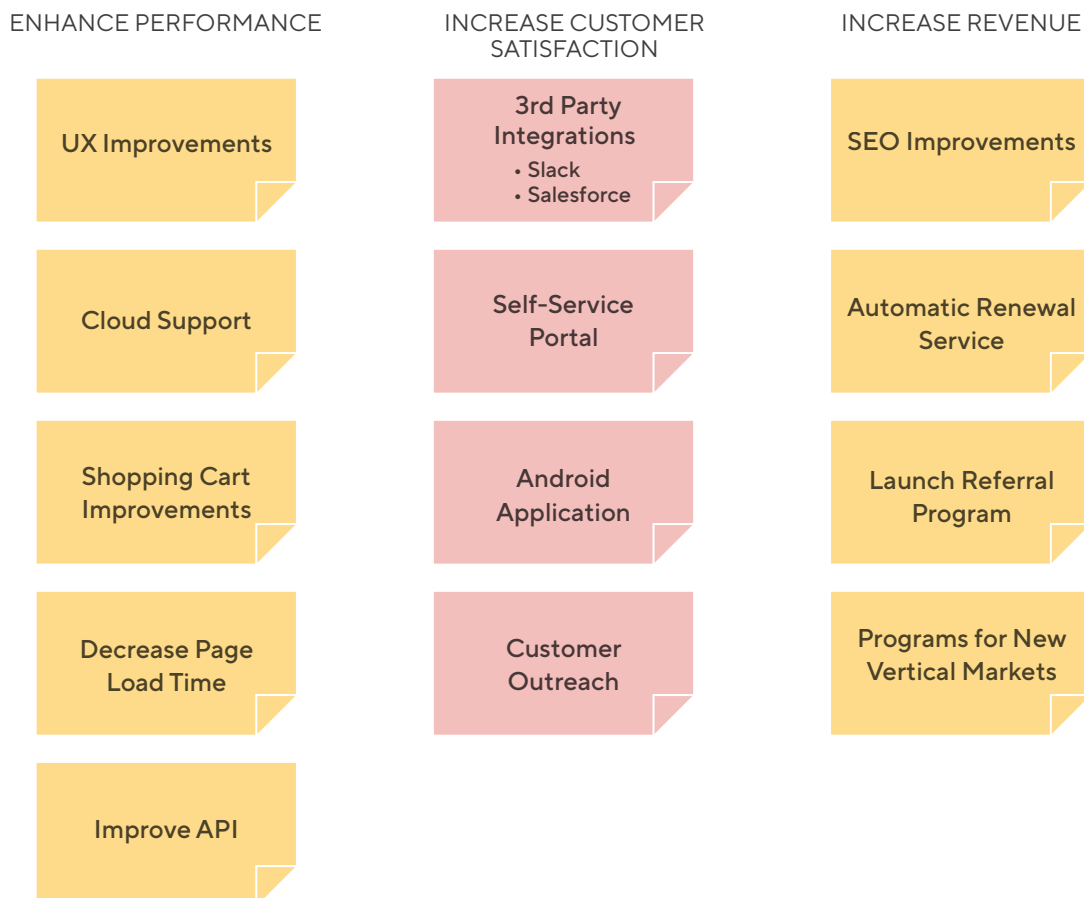 ENHANCE PERFORMANCE
UX Improvements
Cloud Support
Shopping Cart
Improvements
Decrease Page
Load Time
Improve API
INCREASE CUSTOMER
SATISFACTION
3rd Party
Integrations
• Slack
• Salesforce
Self-Service
Portal
Android
Application
Customer
Outreach
INCREASE REVENUE
SEO Improvements
Automatic Renewal
Service
Launch Referral
Program
Programs for New
Vertical Markets